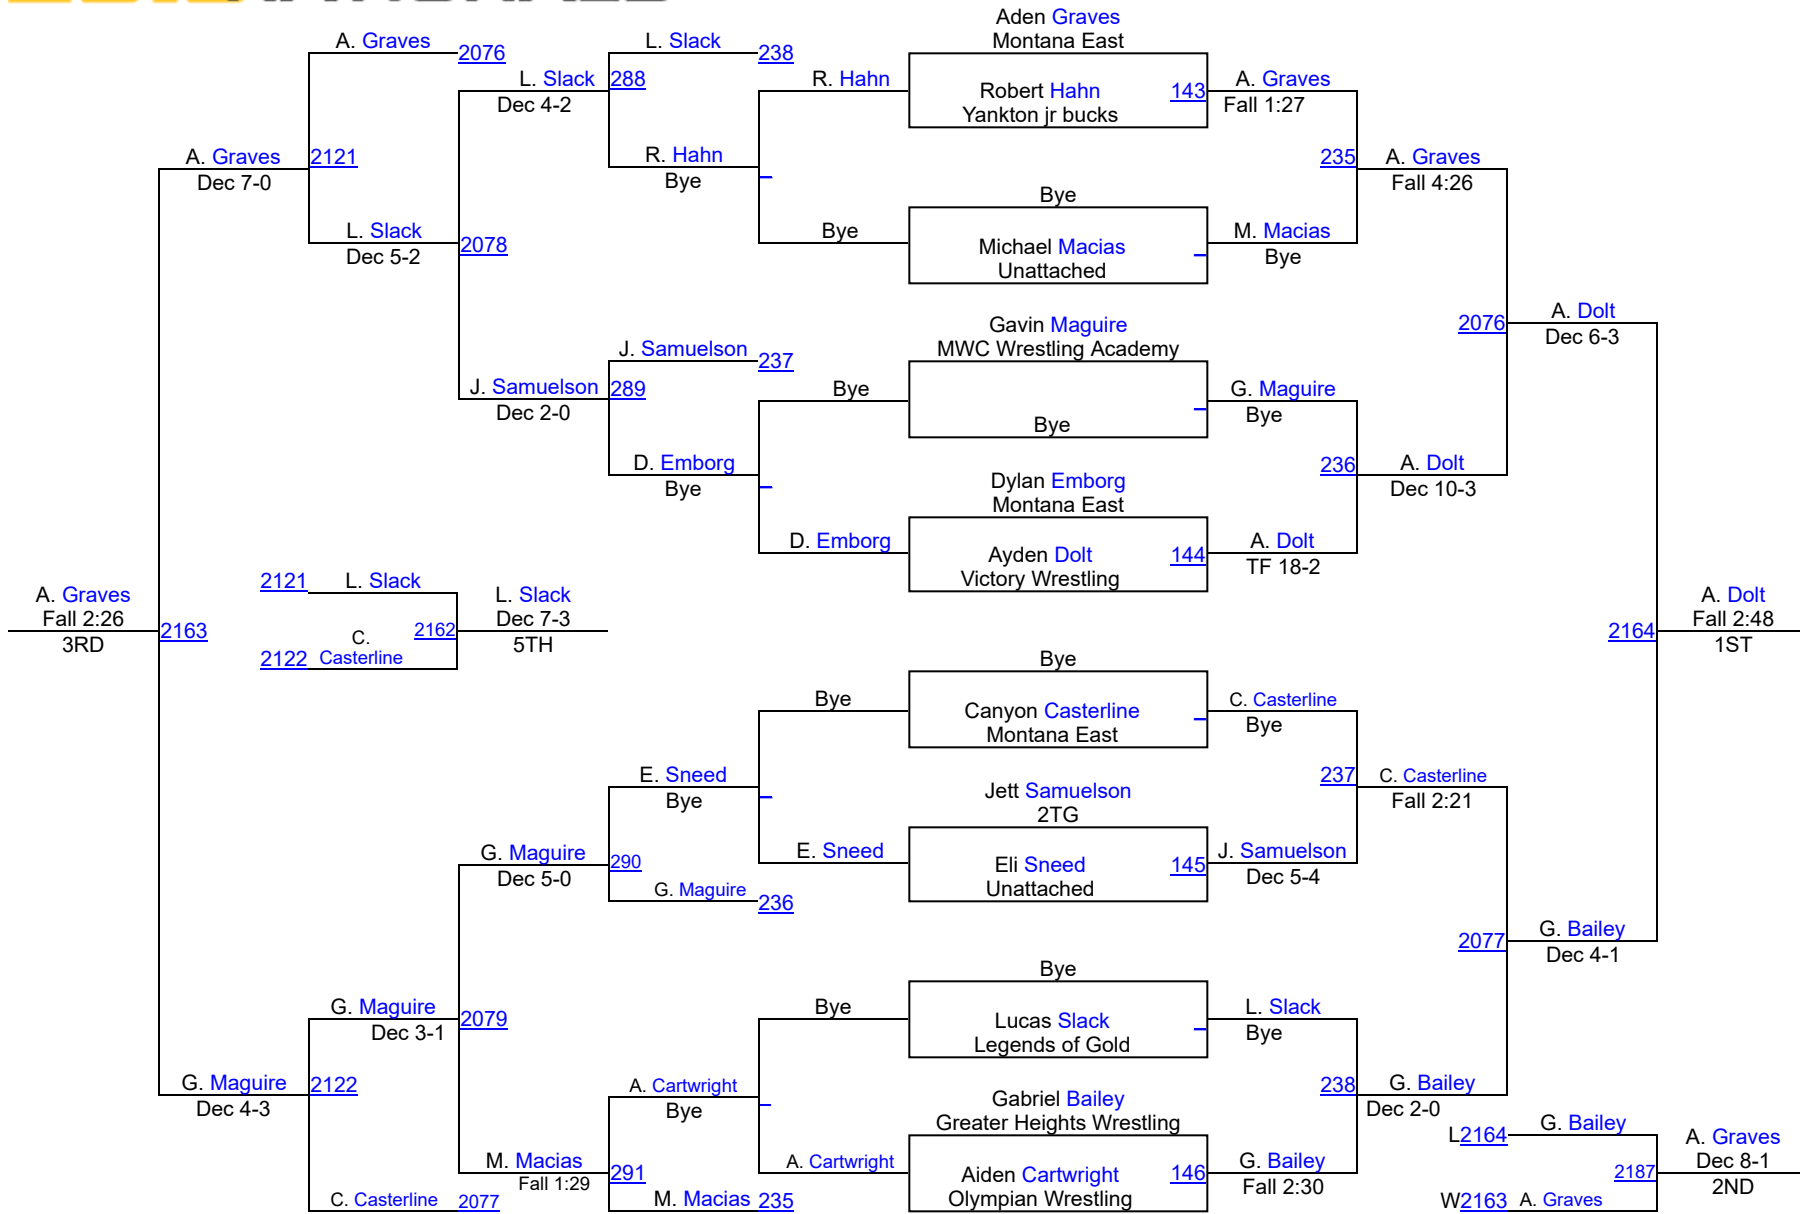 Aden Graves
Montana East
A. Graves
2076
L. Slack
238
L. Slack
288
Dec 4-2
R. Hahn
Robert Hahn
143
Yankton jr bucks
A. Graves
Fall 1:27
A. Graves
2121
Dec 7-0
R. Hahn
Bye
235
A. Graves
Fall 4:26
Bye
L. Slack
2078
Dec 5-2
Bye
Michael Macias
Unattached
M. Macias
Bye
Gavin Maguire
MWC Wrestling Academy
2076
A. Dolt
Dec 6-3
J. Samuelson
237
J. Samuelson
289
Dec 2-0
Bye
Bye
G. Maguire
Bye
D. Emborg
Bye
236
A. Dolt
Dec 10-3
Dylan Emborg
Montana East
D. Emborg
Ayden Dolt
144
Victory Wrestling
A. Dolt
TF 18-2
A. Graves
Fall 2:26
3RD
2163
2121
L. Slack
2122
C.
Casterline
2162
L. Slack
Dec 7-3
5TH
2164
A. Dolt
Fall 2:48
1ST
Bye
Bye
Canyon Casterline
Montana East
C. Casterline
Bye
E. Sneed
Bye
Jett Samuelson
2TG
237
C. Casterline
Fall 2:21
G. Maguire
290
Dec 5-0
E. Sneed
Eli Sneed
145
Unattached
J. Samuelson
Dec 5-4
G. Maguire
236
2077
G. Bailey
Dec 4-1
Bye
G. Maguire
2079
Dec 3-1
Bye
Lucas Slack
Legends of Gold
L. Slack
Bye
G. Maguire
2122
Dec 4-3
A. Cartwright
Bye
Gabriel Bailey
Greater Heights Wrestling
238
G. Bailey
Dec 2-0
M. Macias
291
Fall 1:29
A. Cartwright
Aiden Cartwright
146
Olympian Wrestling
G. Bailey
Fall 2:30
L2164
G. Bailey
2187
A. Graves
Dec 8-1
2ND
C. Casterline
2077
M. Macias
235
W2163
A. Graves